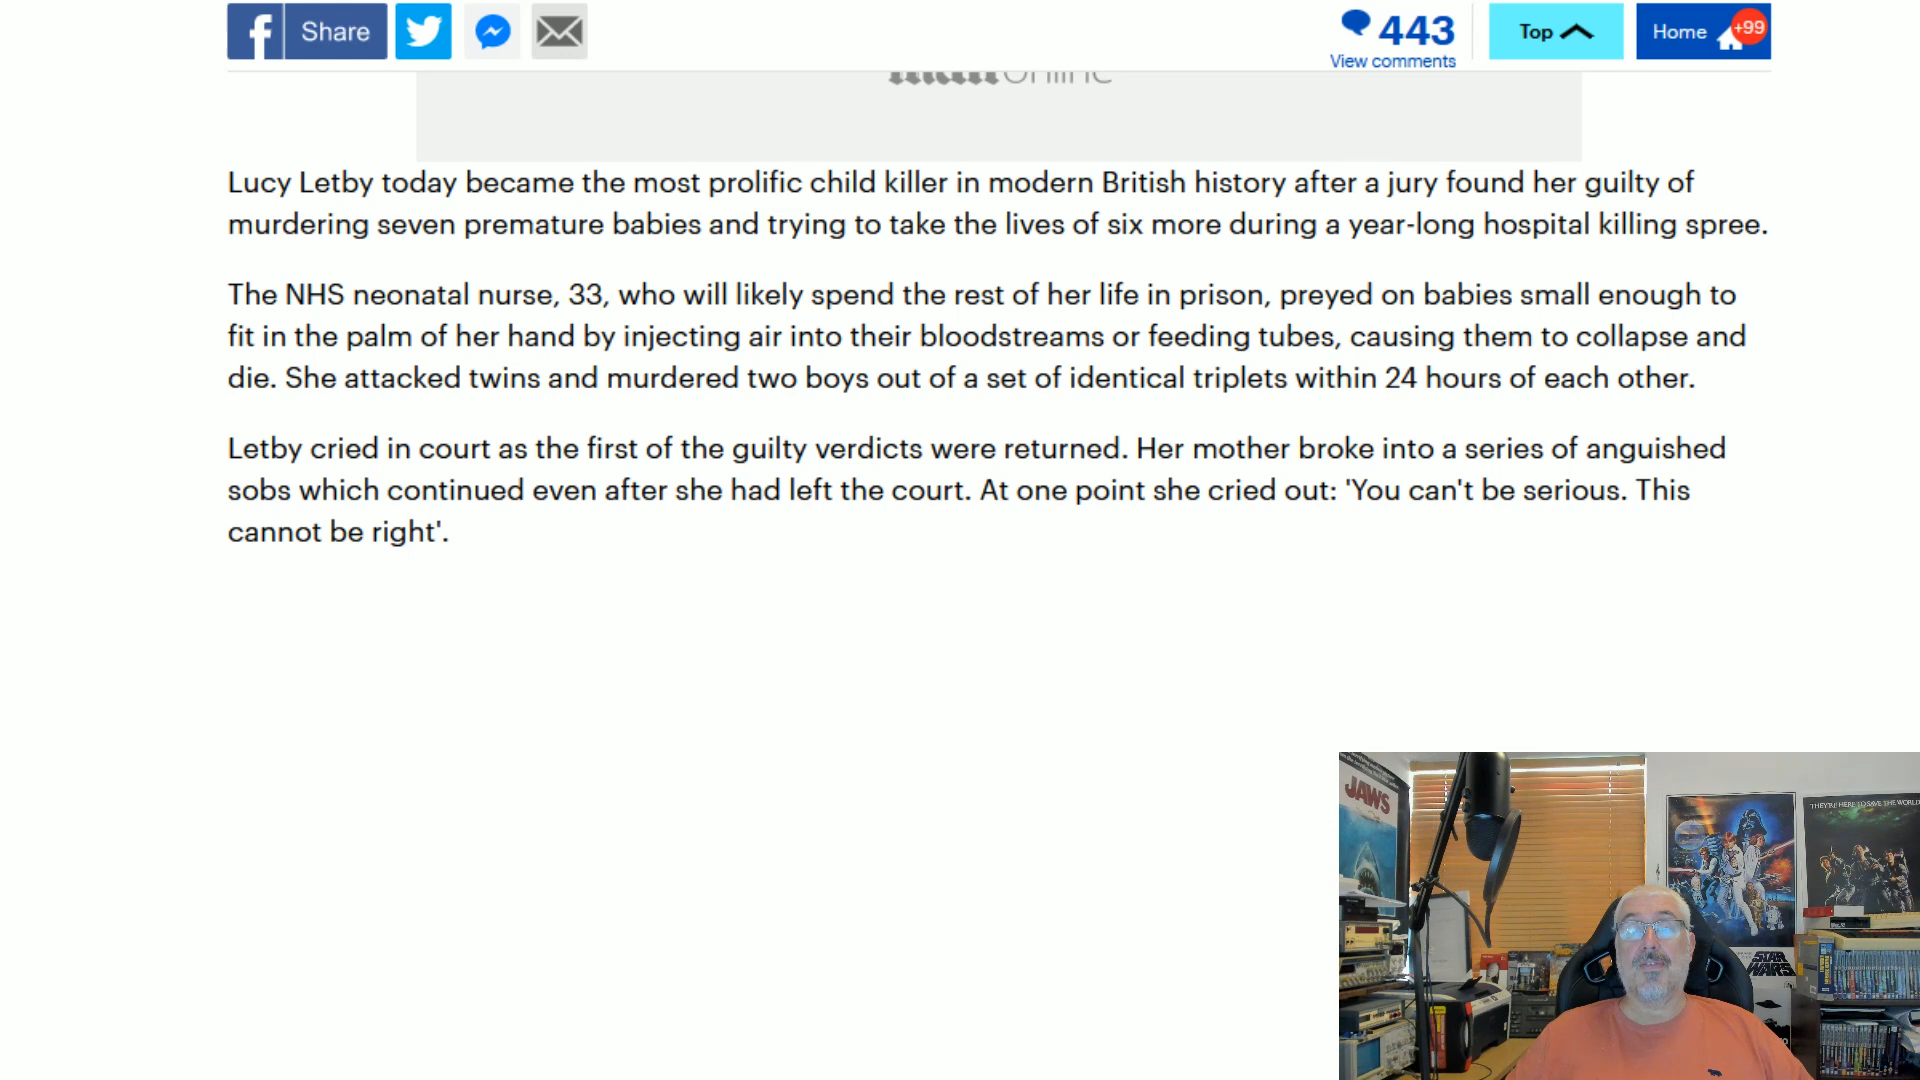 Share
443
View comments
Top
Home
+99
online
Lucy Letby today became the most prolific child killer in modern British history after a jury found her guilty of
murdering seven premature babies and trying to take the lives of six more during a year-long hospital killing spree.
The NHS neonatal nurse, 33, who will likely spend the rest of her life in prison, preyed on babies small enough to
fit in the palm of her hand by injecting air into their bloodstreams or feeding tubes, causing them to collapse and
die. She attacked twins and murdered two boys out of a set of identical triplets within 24 hours of each other.
Letby cried in court as the first of the guilty verdicts were returned. Her mother broke into a series of anguished
sobs which continued even after she had left the court. At one point she cried out: 'You can't be serious. This
cannot be right'.
JAWS
THEY'RE HERE TO SAVE THE WORLD
STAR
WARS